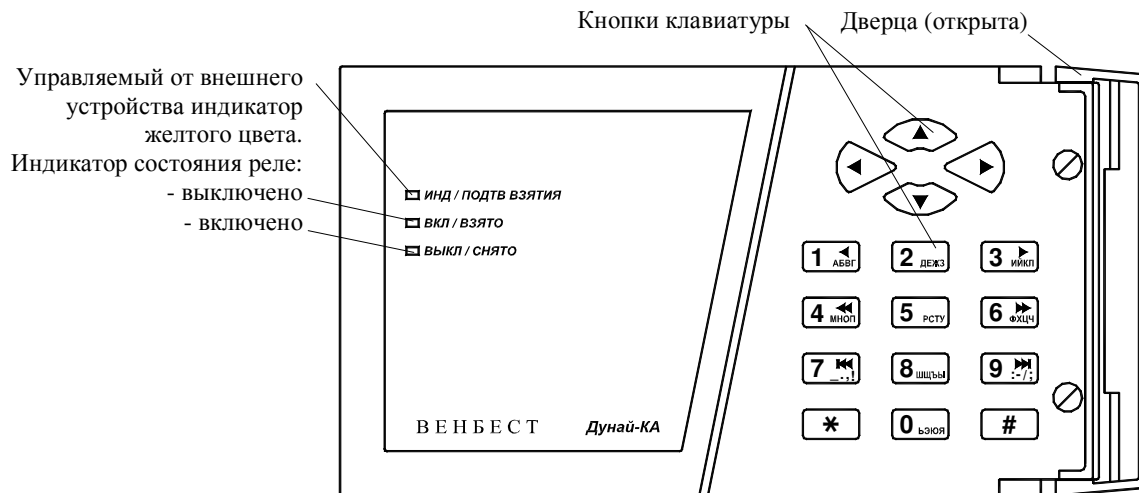 Кнопки клавиатуры
Дверца (открыта)
Управляемый от внешнего
устройства индикатор
желтого цвета.
Индикатор состояния реле:
- выключено
- включено
ИНД / ПОДТВ ВЗЯТИЯ
ВКЛ / ВЗЯТО
ВЫКЛ / СНЯТО
1 АБВГ
2 ДЕЖЗ
3 ИЙКЛ
4 МНОП
5 РСТУ
6 ФХЦЧ
7 _.,!
8 ШЩЪЫ
9 :-/;
*
0 ЬЭЮЯ
#
ВЕНБЕСТ
Дунай-КА